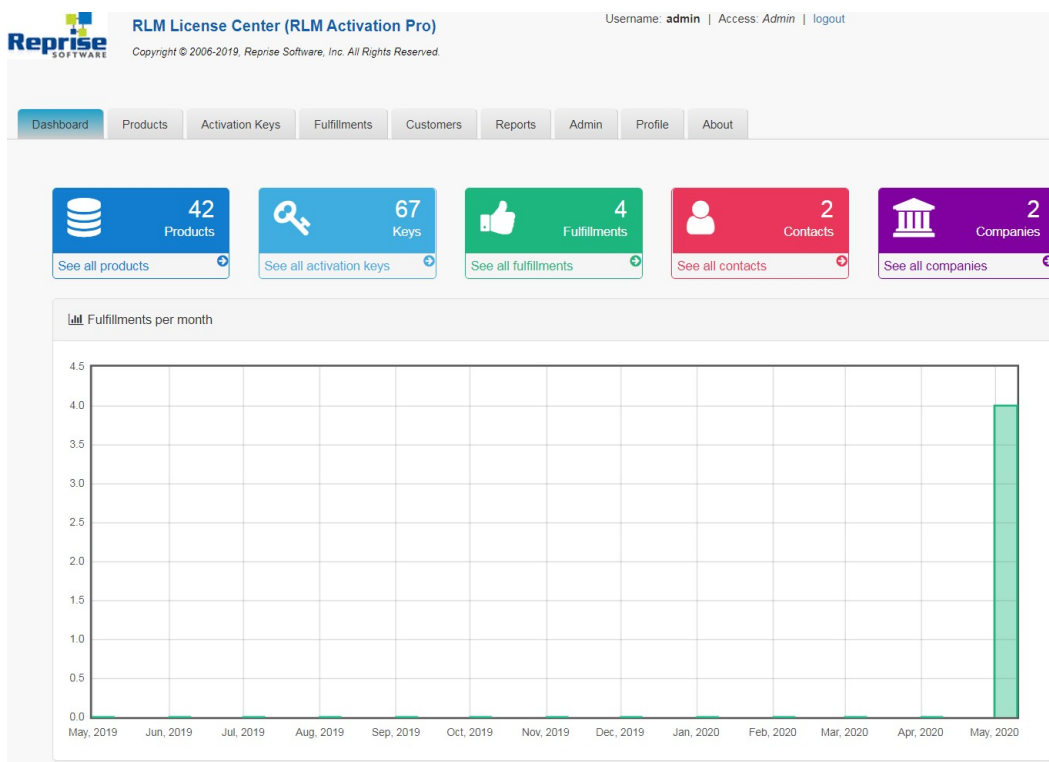 Reprise
SOFTWARE
RLM License Center (RLM Activation Pro)
Copyright © 2006-2019, Reprise Software, Inc. All Rights Reserved.
Username: admin | Access: Admin | logout
Dashboard Products Activation Keys Fulfillments Customers Reports Admin Profile About
42
Products
See all products
67
Keys
See all activation keys
4
Fulfillments
See all fulfillments
2
Contacts
See all contacts
2
Companies
See all companies
Fulfillments per month
4.5
4.0
3.5
3.0
2.5
2.0
1.5
1.0
0.5
0.0
May, 2019 Jun, 2019 Jul, 2019 Aug, 2019 Sep, 2019 Oct, 2019 Nov, 2019 Dec, 2019 Jan, 2020 Feb, 2020 Mar, 2020 Apr, 2020 May, 2020